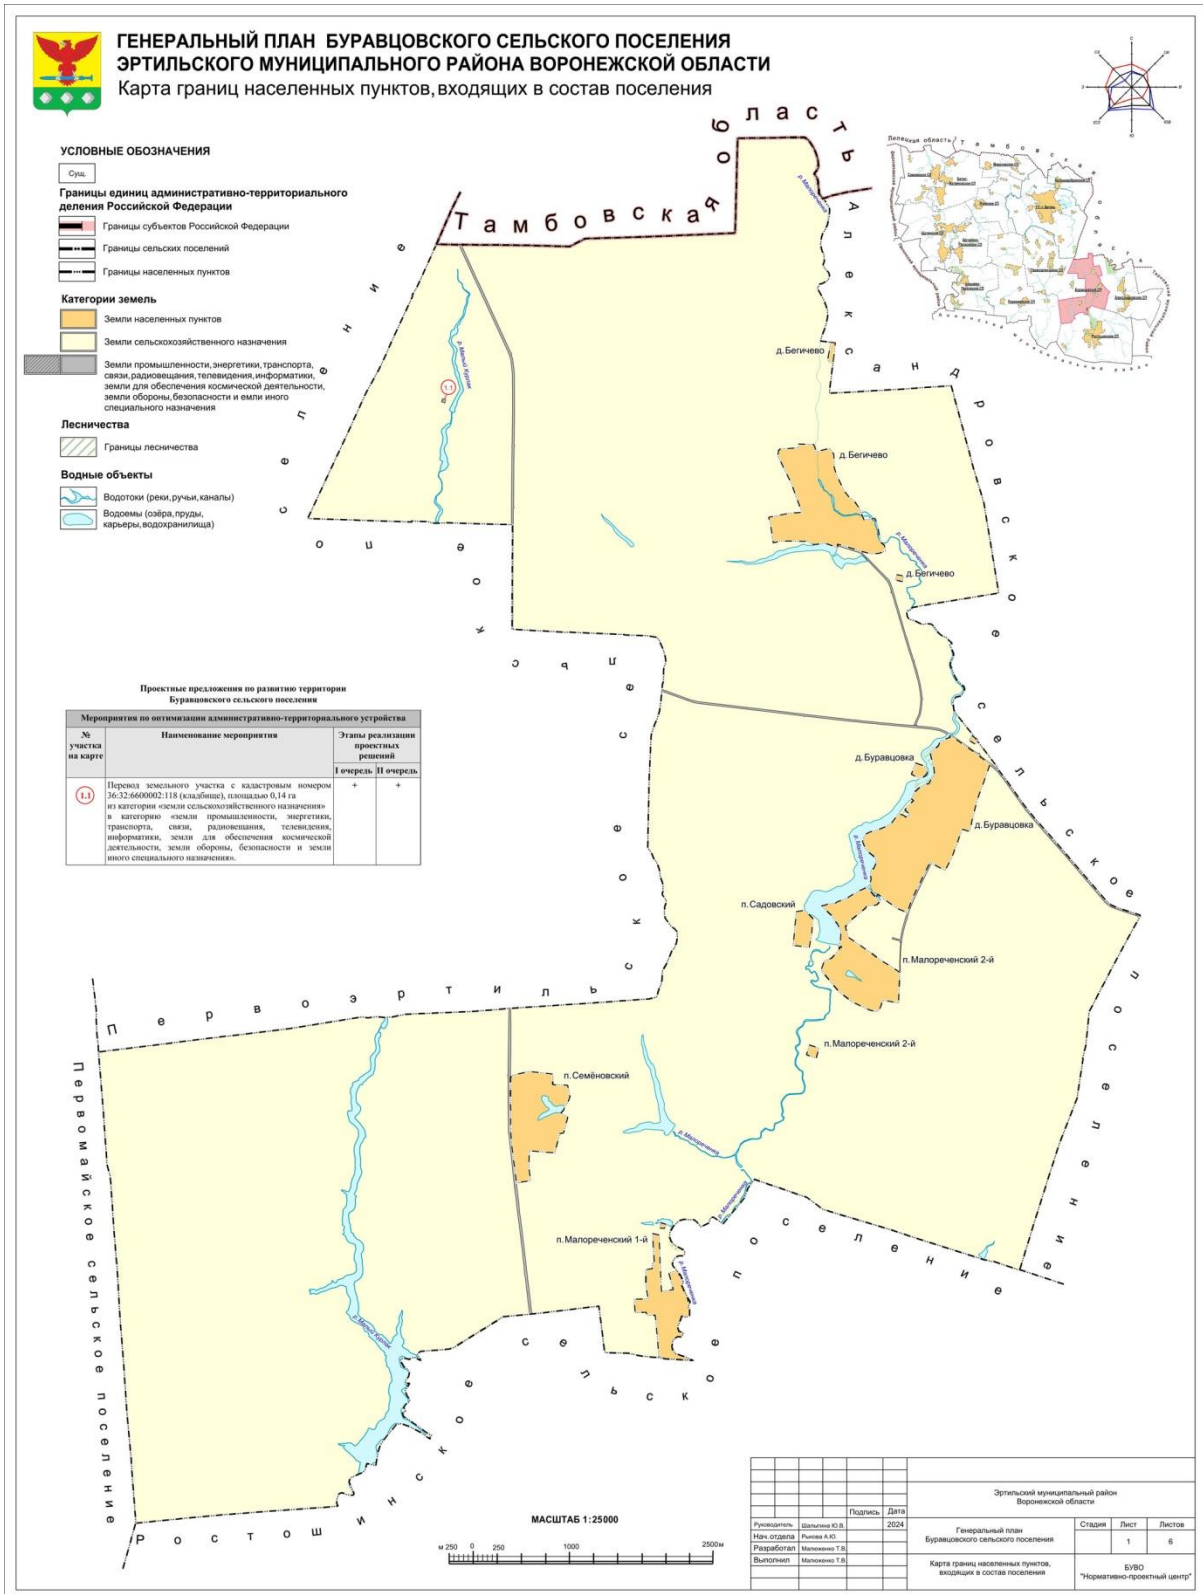 ГЕНЕРАЛЬНЫЙ ПЛАН БУРАВЦОВСКОГО СЕЛЬСКОГО ПОСЕЛЕНИЯ
ЭРТИЛЬСКОГО МУНИЦИПАЛЬНОГО РАЙОНА ВОРОНЕЖСКОЙ ОБЛАСТИ
Карта границ населенных пунктов, входящих в состав поселения
УСЛОВНЫЕ ОБОЗНАЧЕНИЯ
Сущ.
Границы единиц административно-территориального
деления Российской Федерации
Границы субъектов Российской Федерации
Границы сельских поселений
Границы населенных пунктов
Категории земель
Земли населенных пунктов
Земли сельскохозяйственного назначения
Земли промышленности, энергетики, транспорта,
связи, радиовещания, телевидения, информатики,
земли для обеспечения космической деятельности,
земли обороны, безопасности и емли иного
специального назначения
Лесничества
Границы лесничества
Водные объекты
Водотоки (реки, ручьи, каналы)
Водоемы (озёра, пруды,
карьеры, водохранилища)
Проектные предложения по развитию территории
Буравцовского сельского поселения
Мероприятия по оптимизации административно-территориального устройства
№ участка на карте
Наименование мероприятия
Этапы реализации проектных решений
I очередь II очередь
1.1
Перевод земельного участка с кадастровым номером
36:32:6600002:118 (кладбище), площадью 0,14 га
из категории «земли сельскохозяйственного назначения»
в категорию «земли промышленности, энергетики,
транспорта, связи, радиовещания, телевидения,
информатики, земли для обеспечения космической
деятельности, земли обороны, безопасности и земли
иного специального назначения».
+ +
Тамбовская область
Александровское сельское поселение
Первоэртильское сельское поселение
Первомайское сельское поселение
Ростошинское сельское поселение
р. Малореченка
р. Малый Курлак
1.1
д. Бегичево
д. Бегичево
р. Малореченка
д. Бегичево
д. Буравцовка
д. Буравцовка
р. Малореченка
п. Садовский
п. Малореченский 2-й
п. Малореченский 2-й
п. Семёновский
р. Малореченка
р. Малореченка
п. Малореченский 1-й
р. Малореченка
р. Малый Курлак
МАСШТАБ 1:25000
м 250 0 250 1000 2500м
Подпись Дата
Руководитель Шалыгина Ю.В. 2024
Нач. отдела Рыкова А.Ю.
Разработал Малюженко Т.В.
Выполнил Малюженко Т.В.
Эртильский муниципальный район
Воронежской области
Генеральный план
Буравцовского сельского поселения
Стадия Лист Листов
1 6
Карта границ населенных пунктов,
входящих в состав поселения
БУВО
"Нормативно-проектный центр"